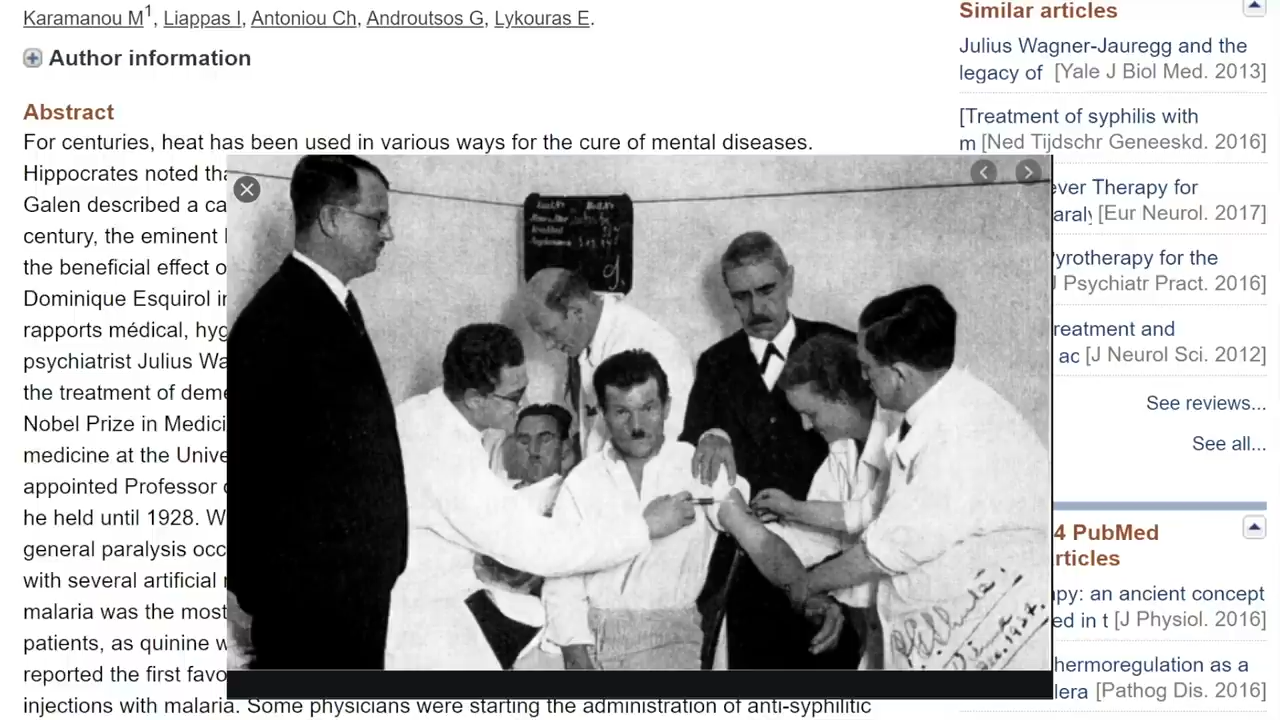 Karamanou M1, Liappas I, Antoniou Ch, Androutsos G, Lykouras E.
Author information
Abstract
For centuries, heat has been used in various ways for the cure of mental diseases.
Hippocrates noted tha
Galen described a ca
century, the eminent
the beneficial effect o
Dominique Esquirol in
rapports médical, hyg
psychiatrist Julius Wa
the treatment of deme
Nobel Prize in Medici
medicine at the Unive
appointed Professor
he held until 1928. W
general paralysis occ
with several artificial
malaria was the most
patients, as quinine w
reported the first favo
injections with malaria. Some physicians were starting the administration of anti-syphilitic
Similar articles
Julius Wagner-Jauregg and the
legacy of [Yale J Biol Med. 2013]
[Treatment of syphilis with
m [Ned Tijdschr Geneeskd. 2016]
ever Therapy for
araly [Eur Neurol. 2017]
yrotherapy for the
J Psychiatr Pract. 2016]
reatment and
ac [J Neurol Sci. 2012]
See reviews...
See all...
4 PubMed
rticles
apy: an ancient concept
ed in t [J Physiol. 2016]
hermoregulation as a
lera [Pathog Dis. 2016]